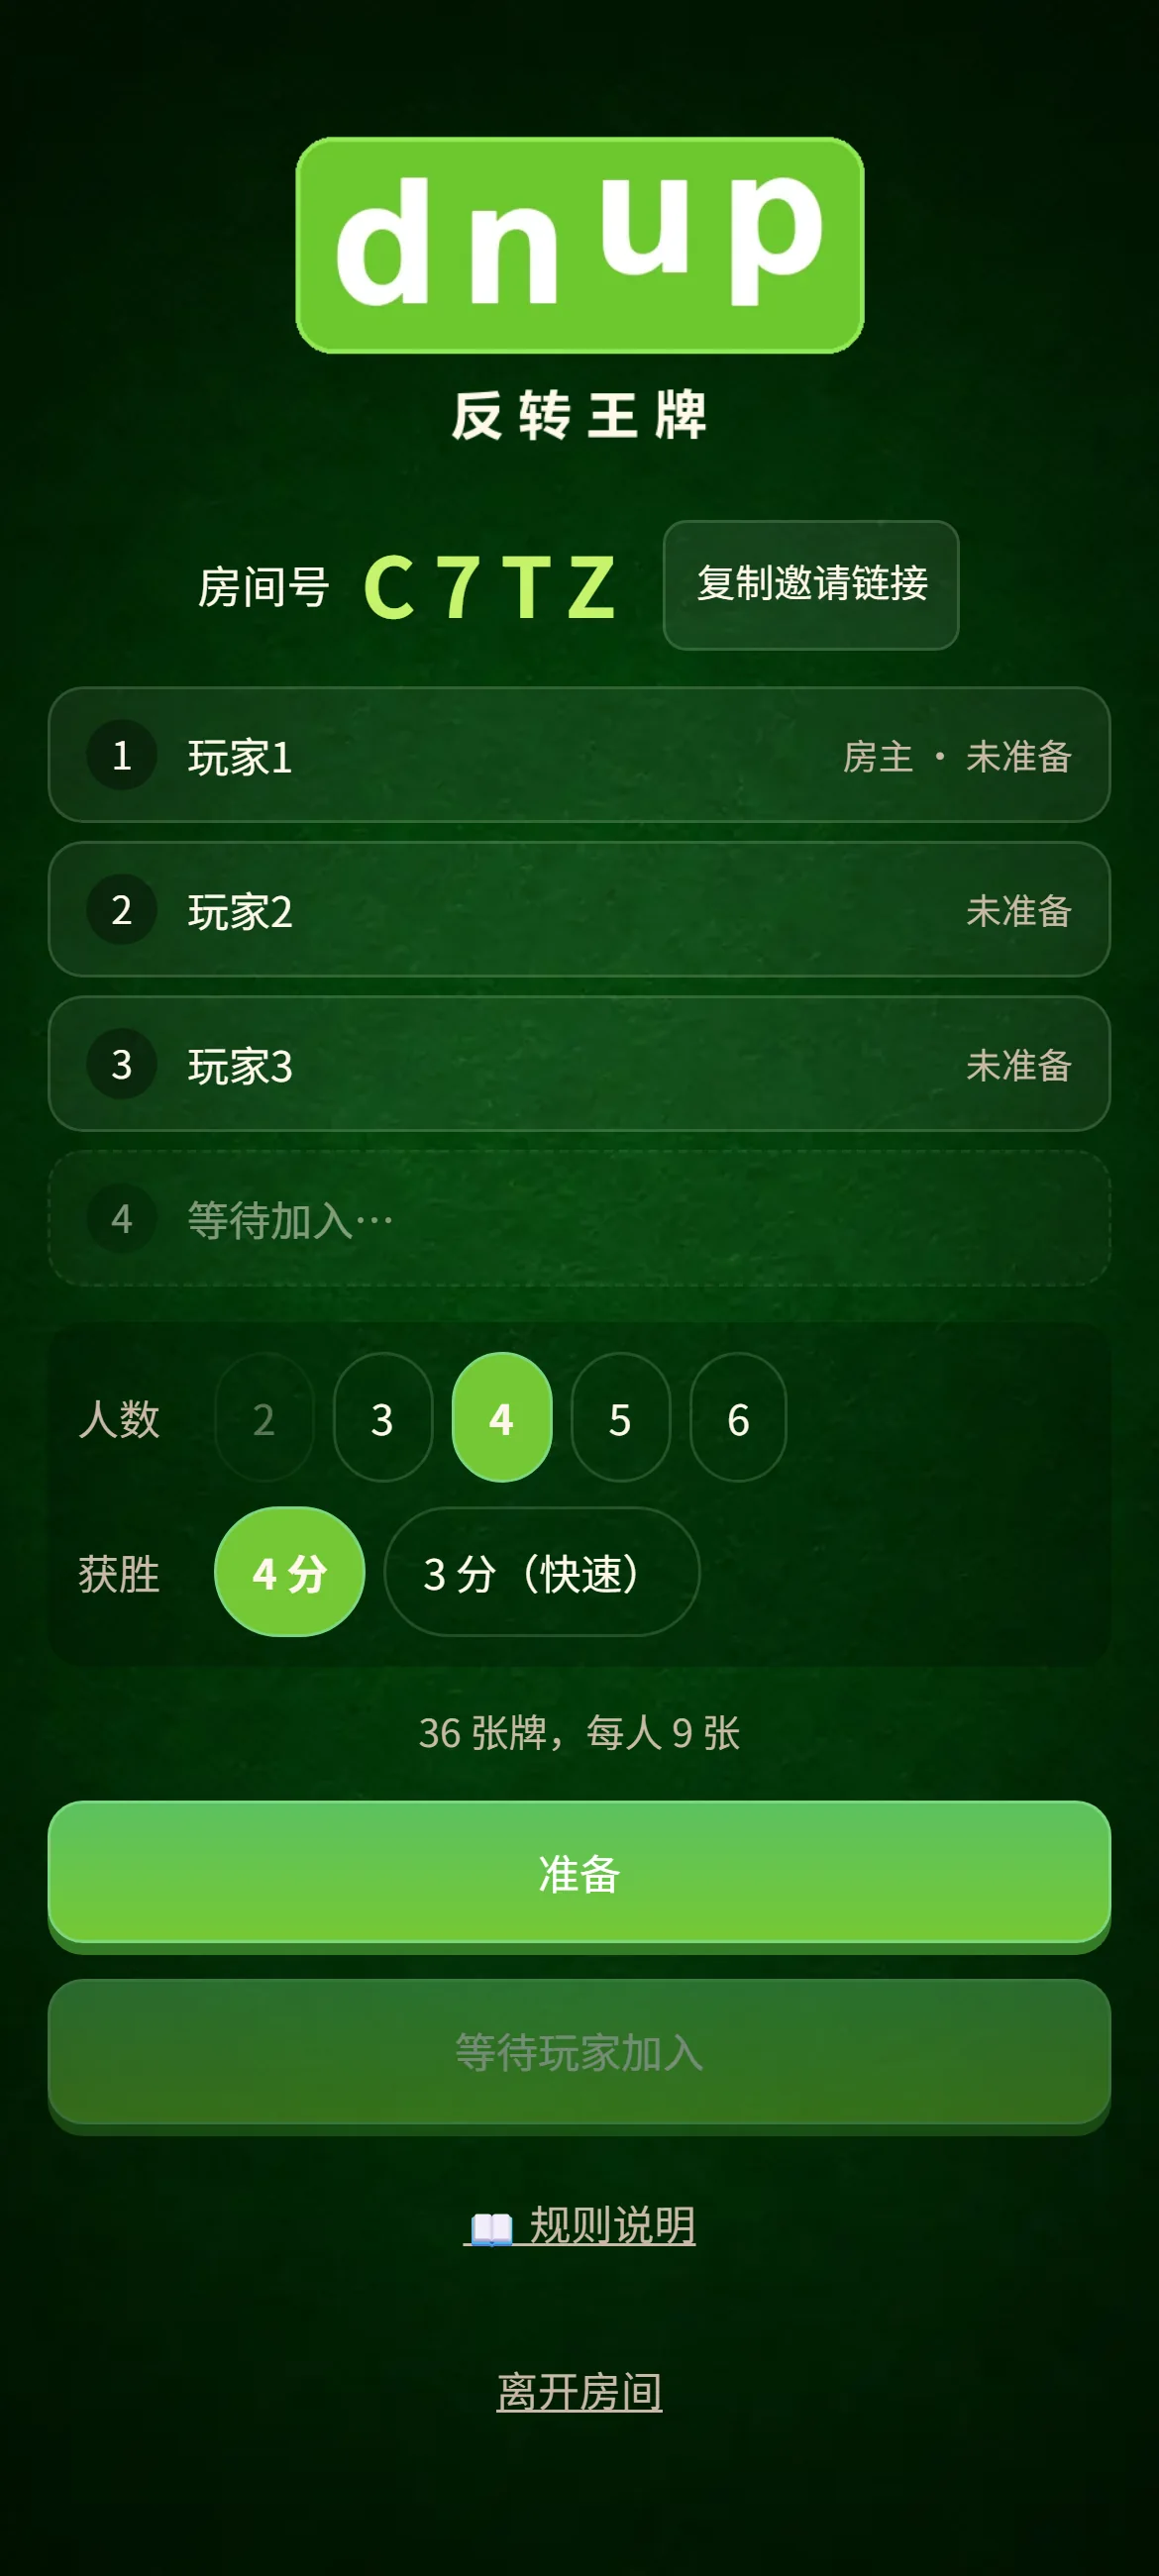 dnup
反转王牌
房间号 C7TZ 复制邀请链接
1 玩家1 房主 · 未准备
2 玩家2 未准备
3 玩家3 未准备
4 等待加入…
人数 2 3 4 5 6
获胜 4 分 3 分（快速）
36 张牌，每人 9 张
准备
等待玩家加入
📖 规则说明
离开房间